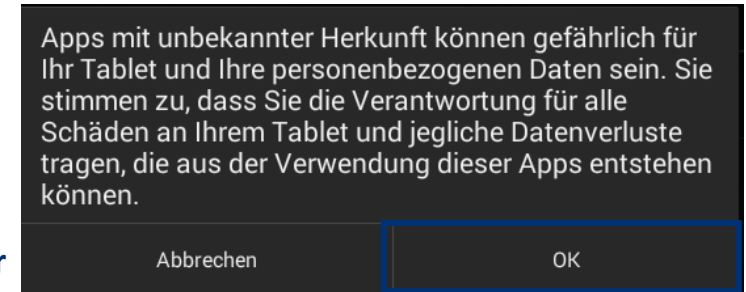 Apps mit unbekannter Herkunft können gefährlich für
Ihr Tablet und Ihre personenbezogenen Daten sein. Sie
stimmen zu, dass Sie die Verantwortung für alle
Schäden an Ihrem Tablet und jegliche Datenverluste
tragen, die aus der Verwendung dieser Apps entstehen
können.
r
Abbrechen OK